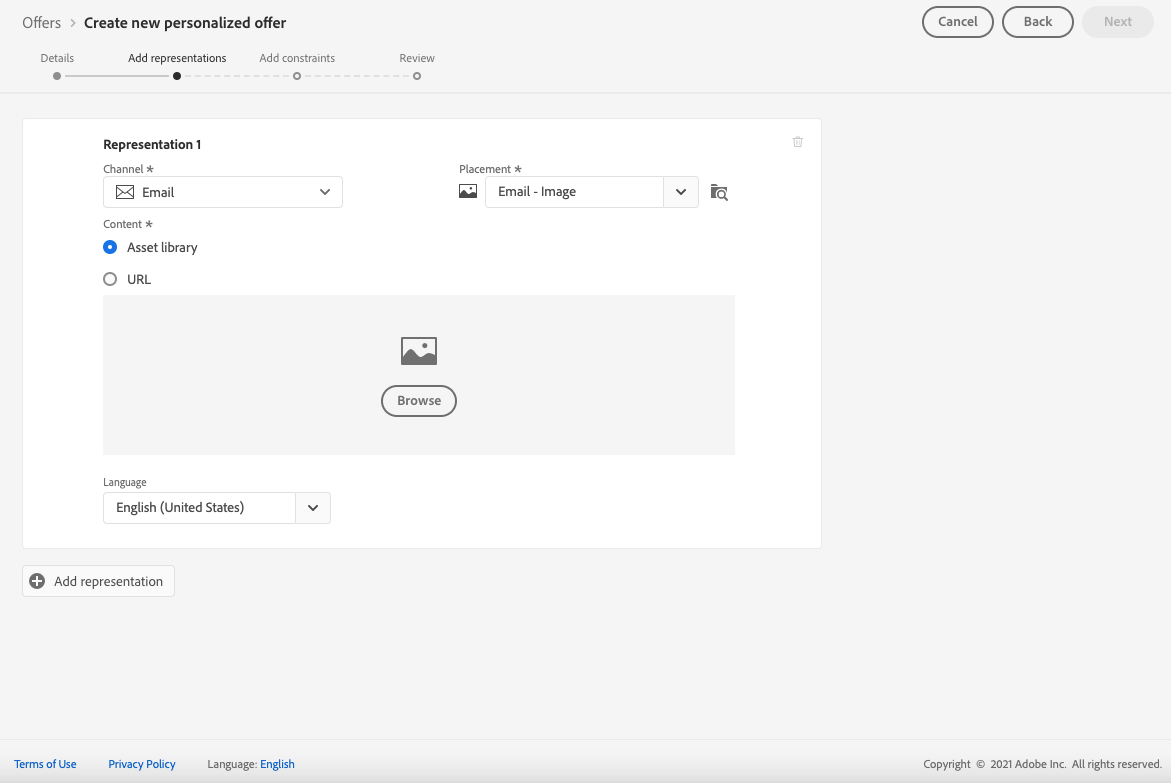 Offers > Create new personalized offer
Cancel
Back
Next
Details
Add representations
Add constraints
Review
Representation 1
Channel *
Placement *
Email
Email - Image
Content *
Asset library
URL
Browse
Language
English (United States)
Add representation
Terms of Use
Privacy Policy
Language: English
Copyright © 2021 Adobe Inc. All rights reserved.